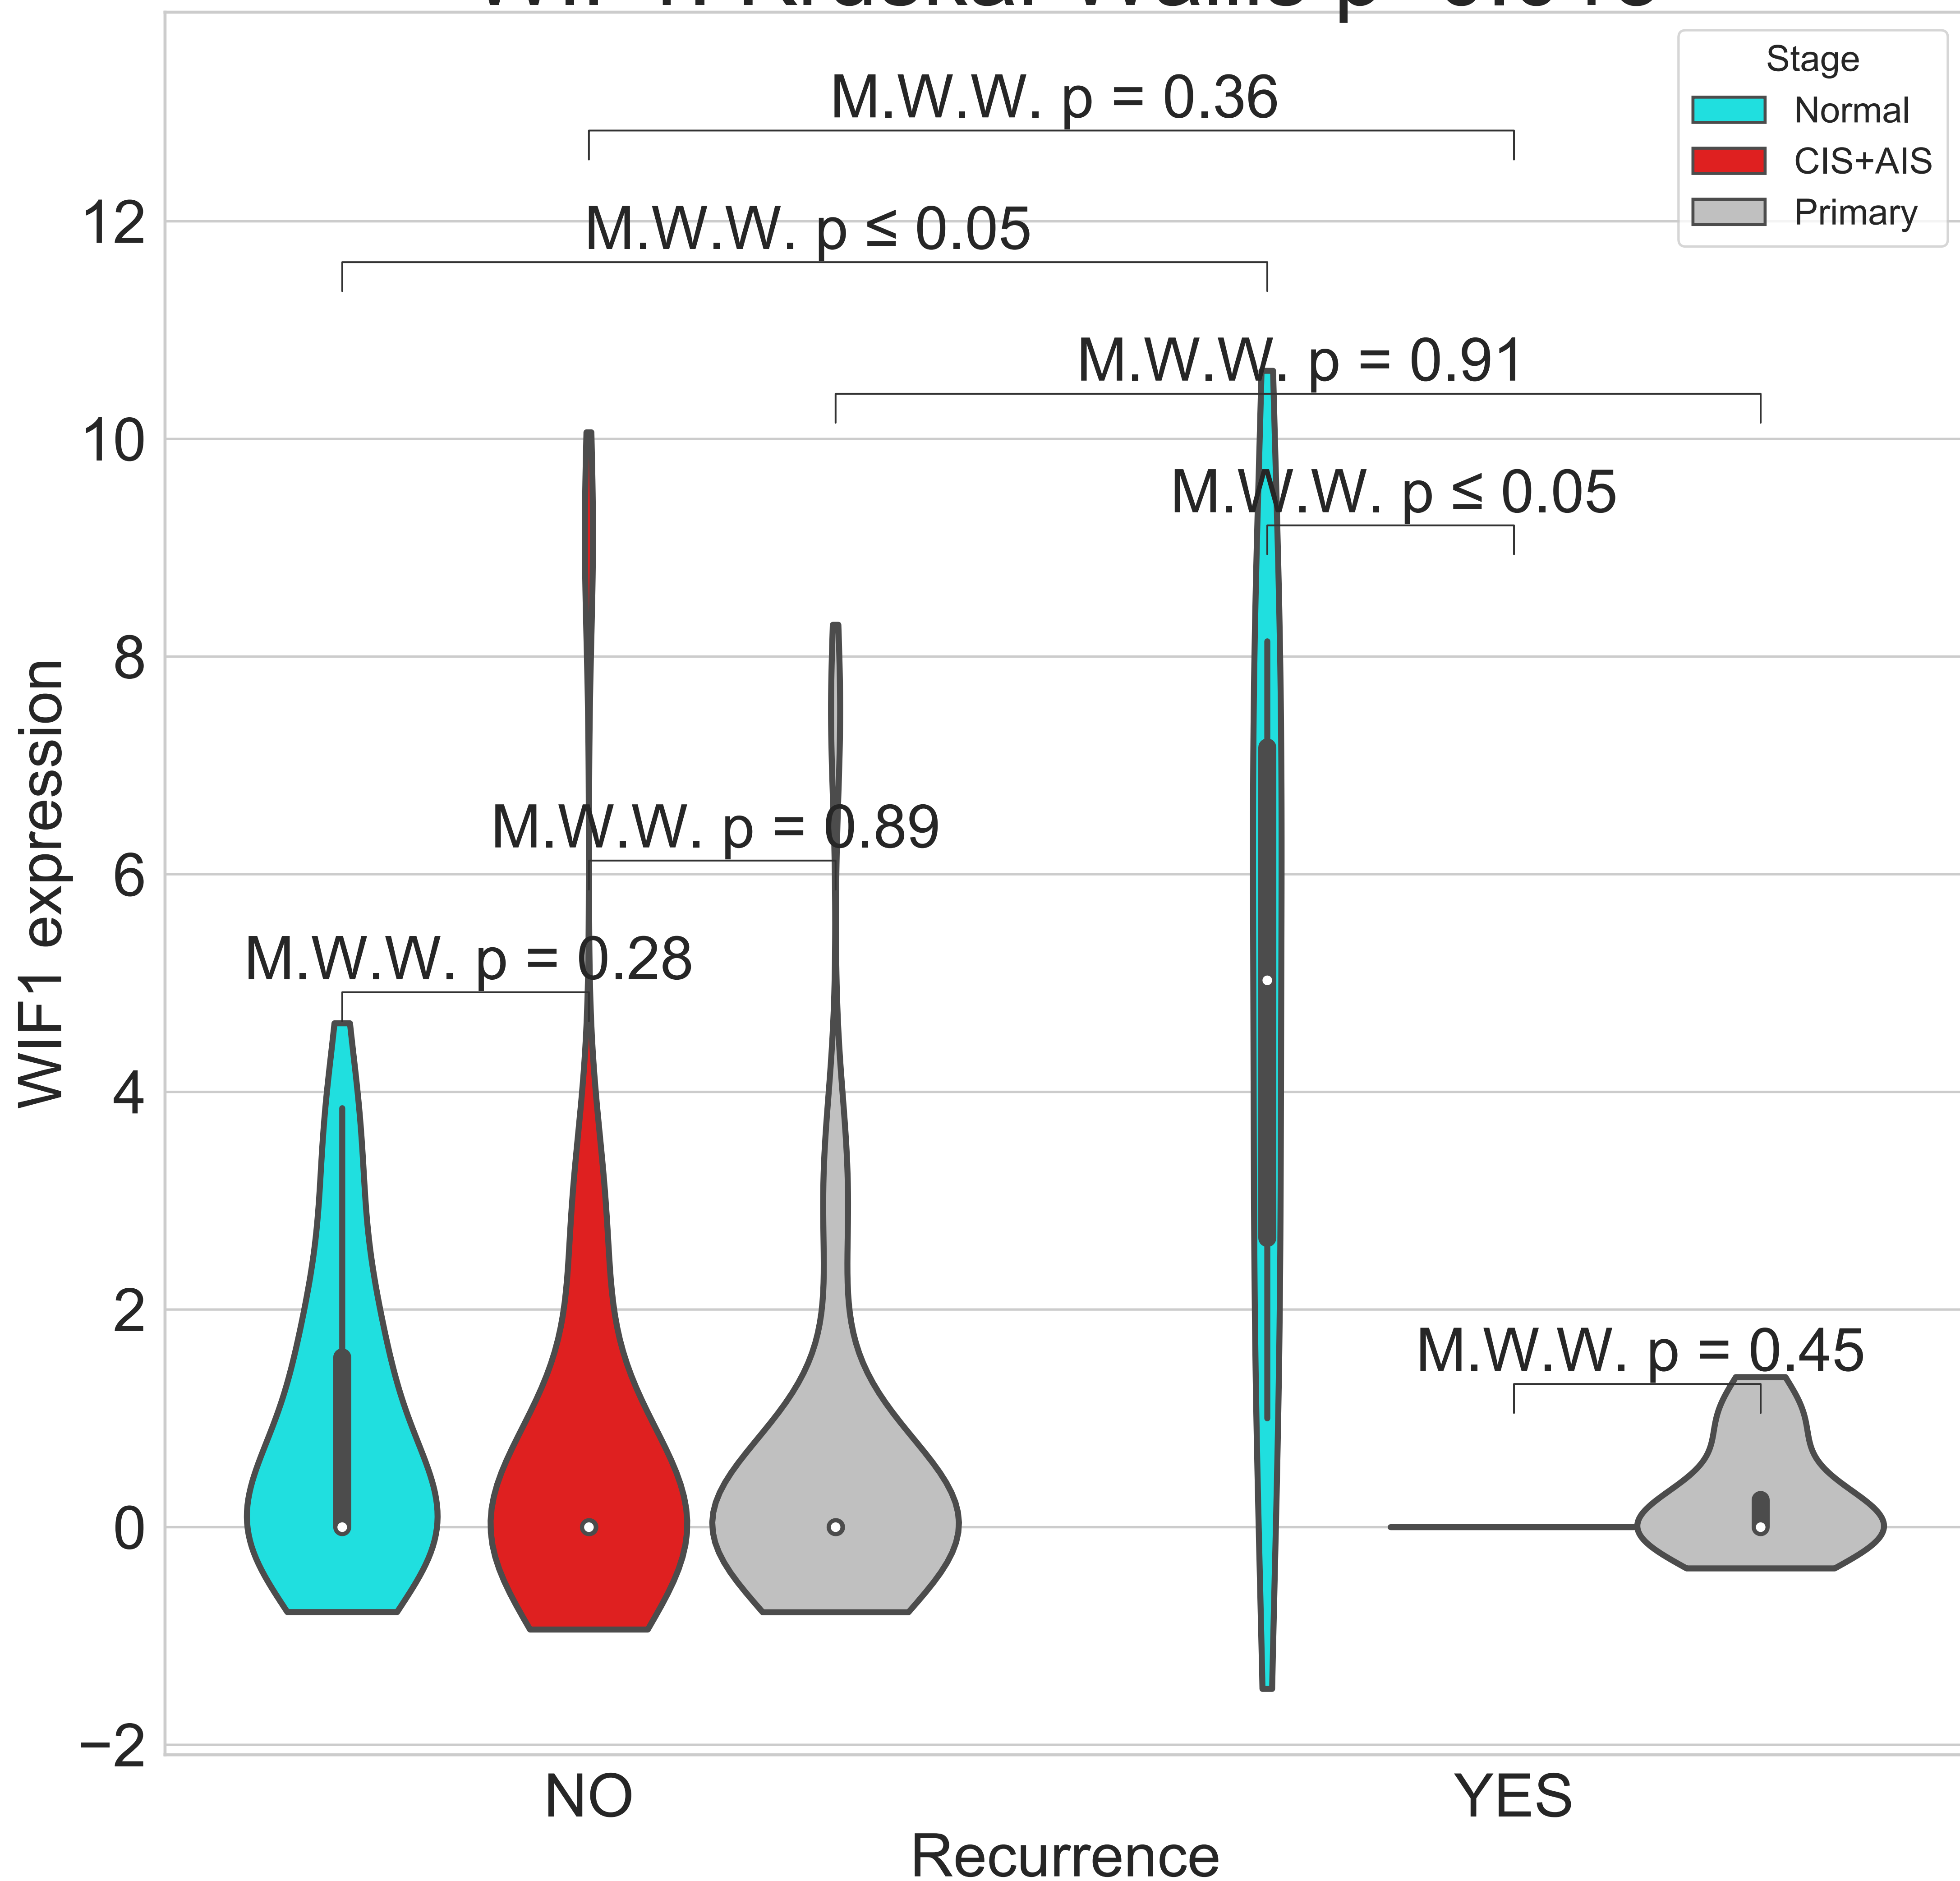 Stage
Normal
CIS+AIS
Primary
M.W.W. p = 0.36
M.W.W. p ≤ 0.05
M.W.W. p = 0.91
M.W.W. p ≤ 0.05
M.W.W. p = 0.89
M.W.W. p = 0.28
M.W.W. p = 0.45
12
10
8
6
4
2
0
−2
WIF1 expression
NO
YES
Recurrence